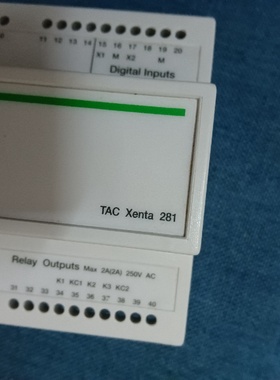 11 12 13 14 15 16 17 18 19 20
X1 M X2 M
Digital Inputs
TAC Xenta 281
Relay Outputs Max 2A(2A) 250V AC
K1 KC1 K2 K3 KC2
31 32 33 34 35 36 37 38 39 40